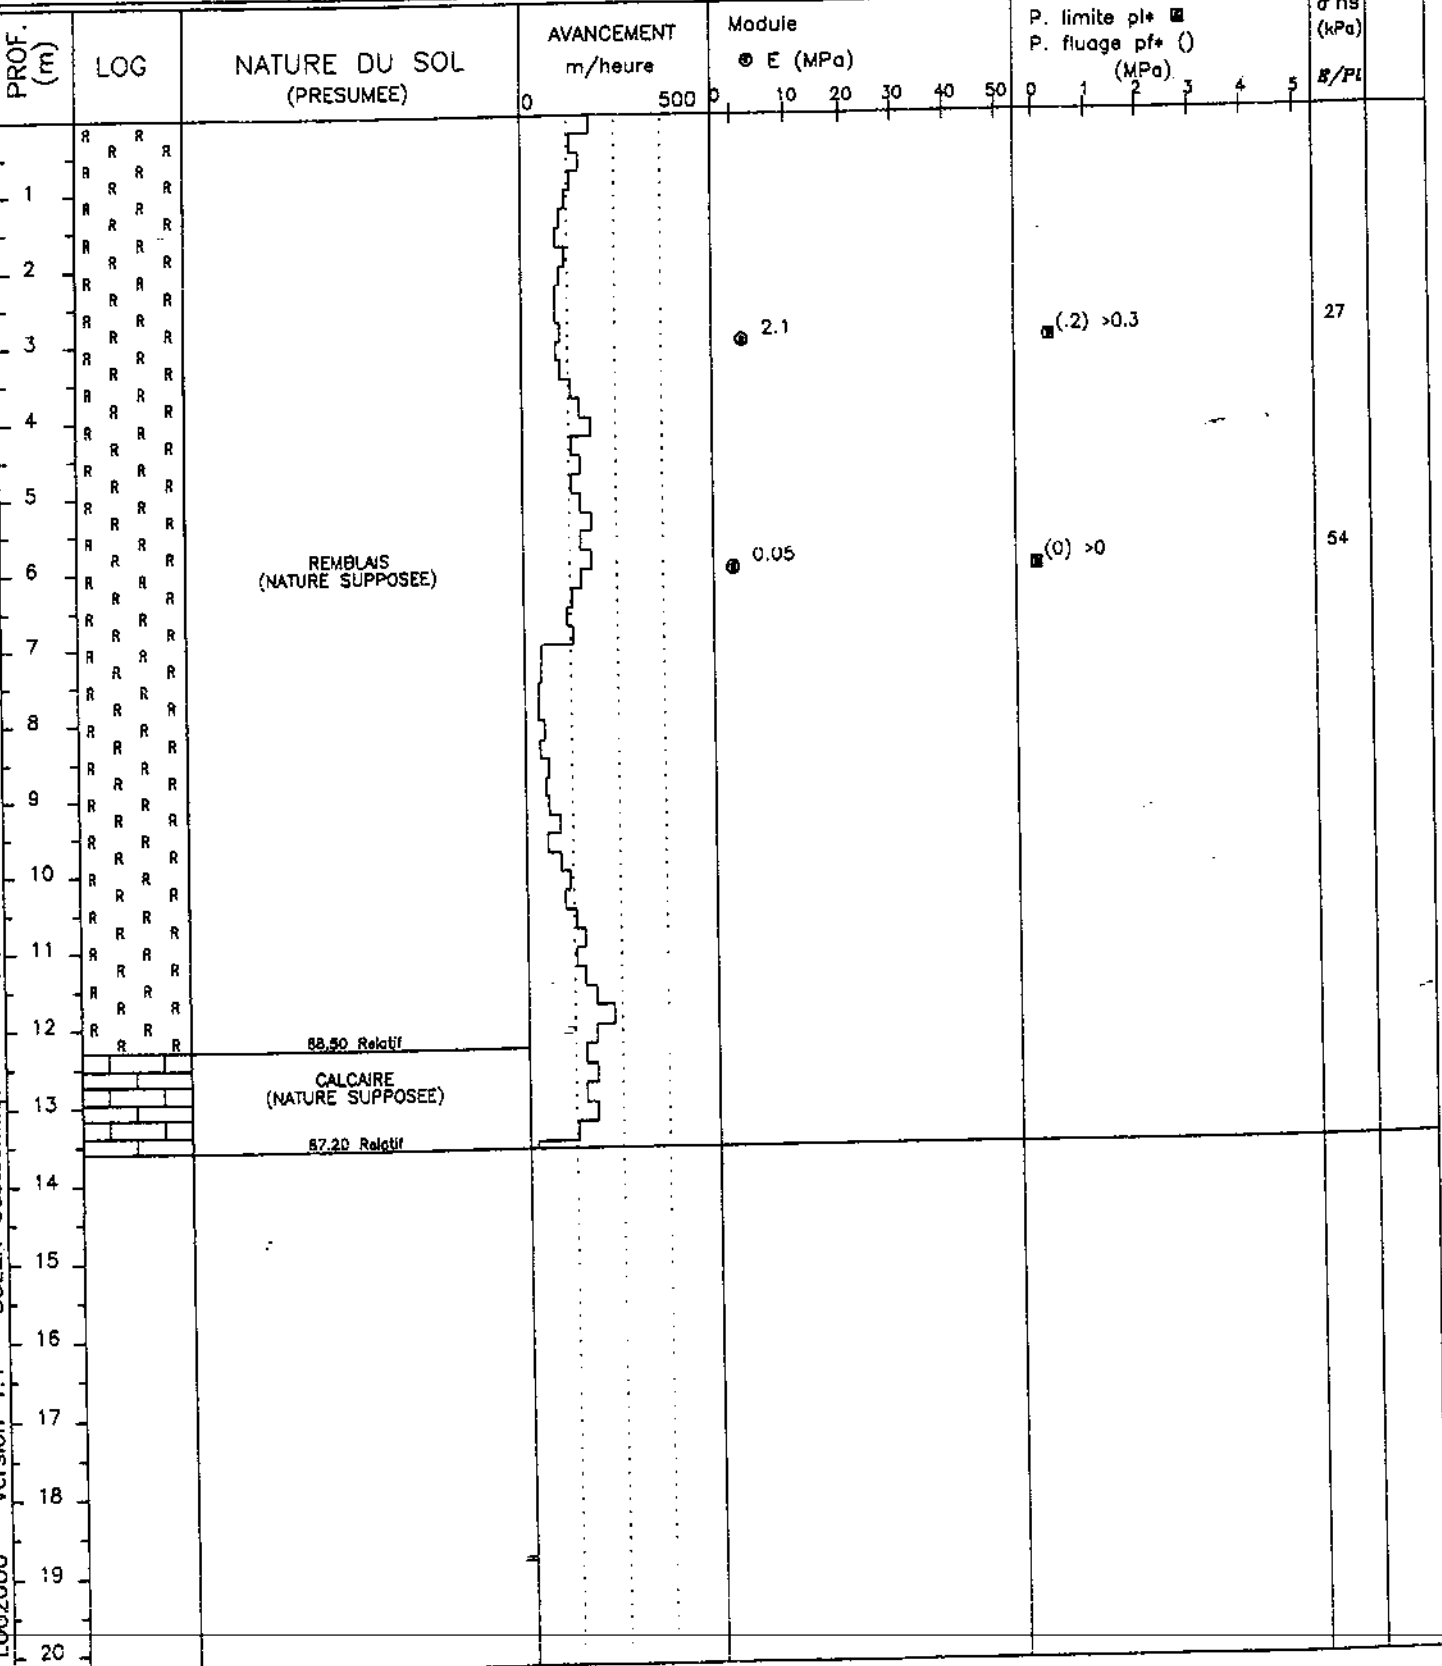 PROF. (m)
LOG
NATURE DU SOL
(PRESUMEE)
AVANCEMENT
m/heure
0 500
Module
E (MPa)
0 10 20 30 40 50
P. limite pl*
P. fluage pf* ()
(MPa)
0 1 2 3 4 5
(kPa)
E/Pl
1
2
2.1
(.2) >0.3
27
3
4
5
0.05
(0) >0
54
REMBLAIS
(NATURE SUPPOSEE)
6
7
8
9
10
11
12
88.50 Relatif
CALCAIRE
(NATURE SUPPOSEE)
13
87.20 Relatif
14
15
16
17
18
19
20